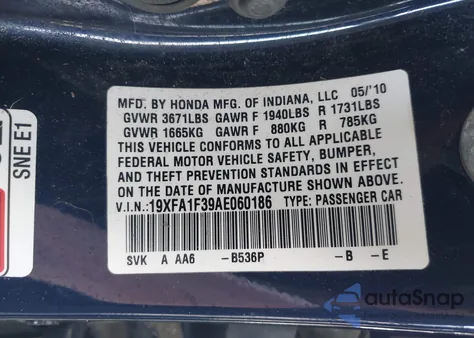 MFD. BY HONDA MFG. OF INDIANA, LLC 05/'10
GVWR 3671LBS GAWR F 1940LBS R 1731LBS
GVWR 1665KG GAWR F 880KG R 785KG
THIS VEHICLE CONFORMS TO ALL APPLICABLE
FEDERAL MOTOR VEHICLE SAFETY, BUMPER,
AND THEFT PREVENTION STANDARDS IN EFFECT
ON THE DATE OF MANUFACTURE SHOWN ABOVE.
V.I.N.:19XFA1F39AE060186 TYPE: PASSENGER CAR
SVK A AA6 -B536P -B -E
SNE E1
autoSnap